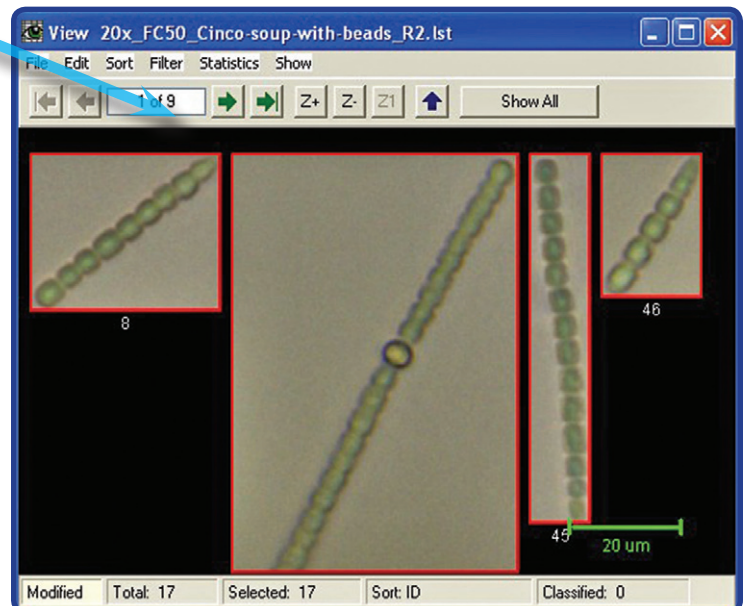 View 20x_FC50_Cinco-soup-with-beads_R2.lst
File Edit Sort Filter Statistics Show
1 of 9 Z+ Z- Z1 Show All
8
46
45
20 um
Modified Total: 17 Selected: 17 Sort: ID Classified: 0